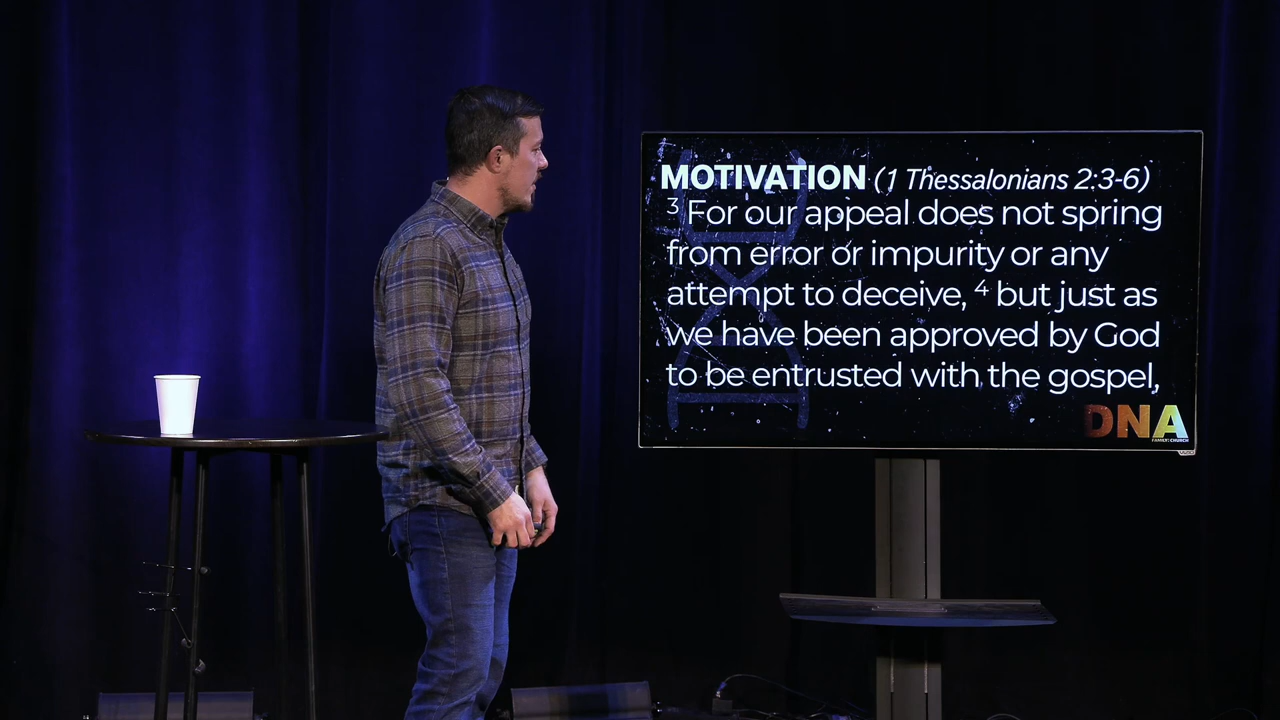 MOTIVATION (1 Thessalonians 2:3-6)
³ For our appeal does not spring
from error or impurity or any
attempt to deceive, ⁴ but just as
we have been approved by God
to be entrusted with the gospel,
DNA
FAMILY CHURCH